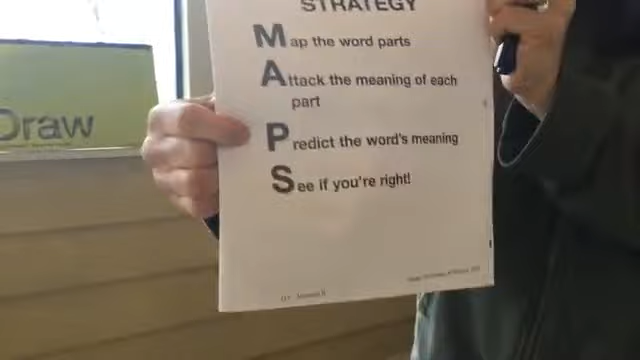 STRATEGY
Map the word parts
Attack the meaning of each
part
Predict the word's meaning
See if you're right!
Draw